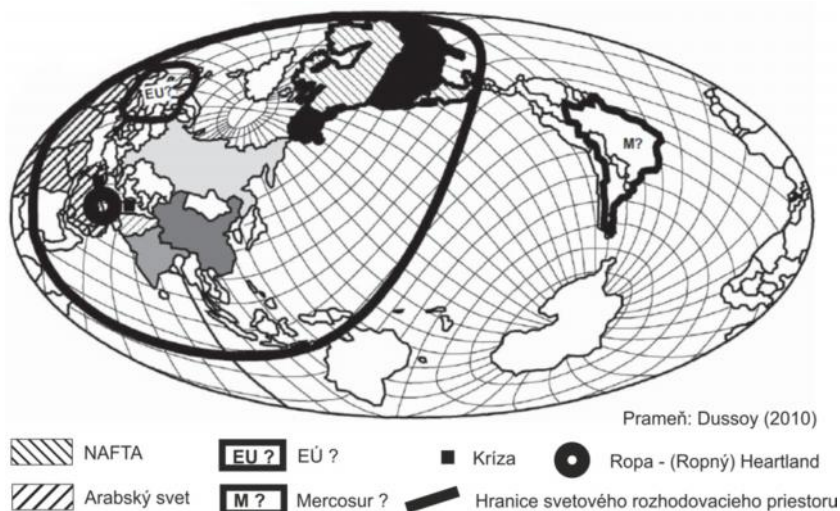 EU?
M?
Prameň: Dussoy (2010)
NAFTA
EU ?
EÚ ?
Kríza
Ropa - (Ropný) Heartland
Arabský svet
M ?
Mercosur ?
Hranice svetového rozhodovacieho priestoru